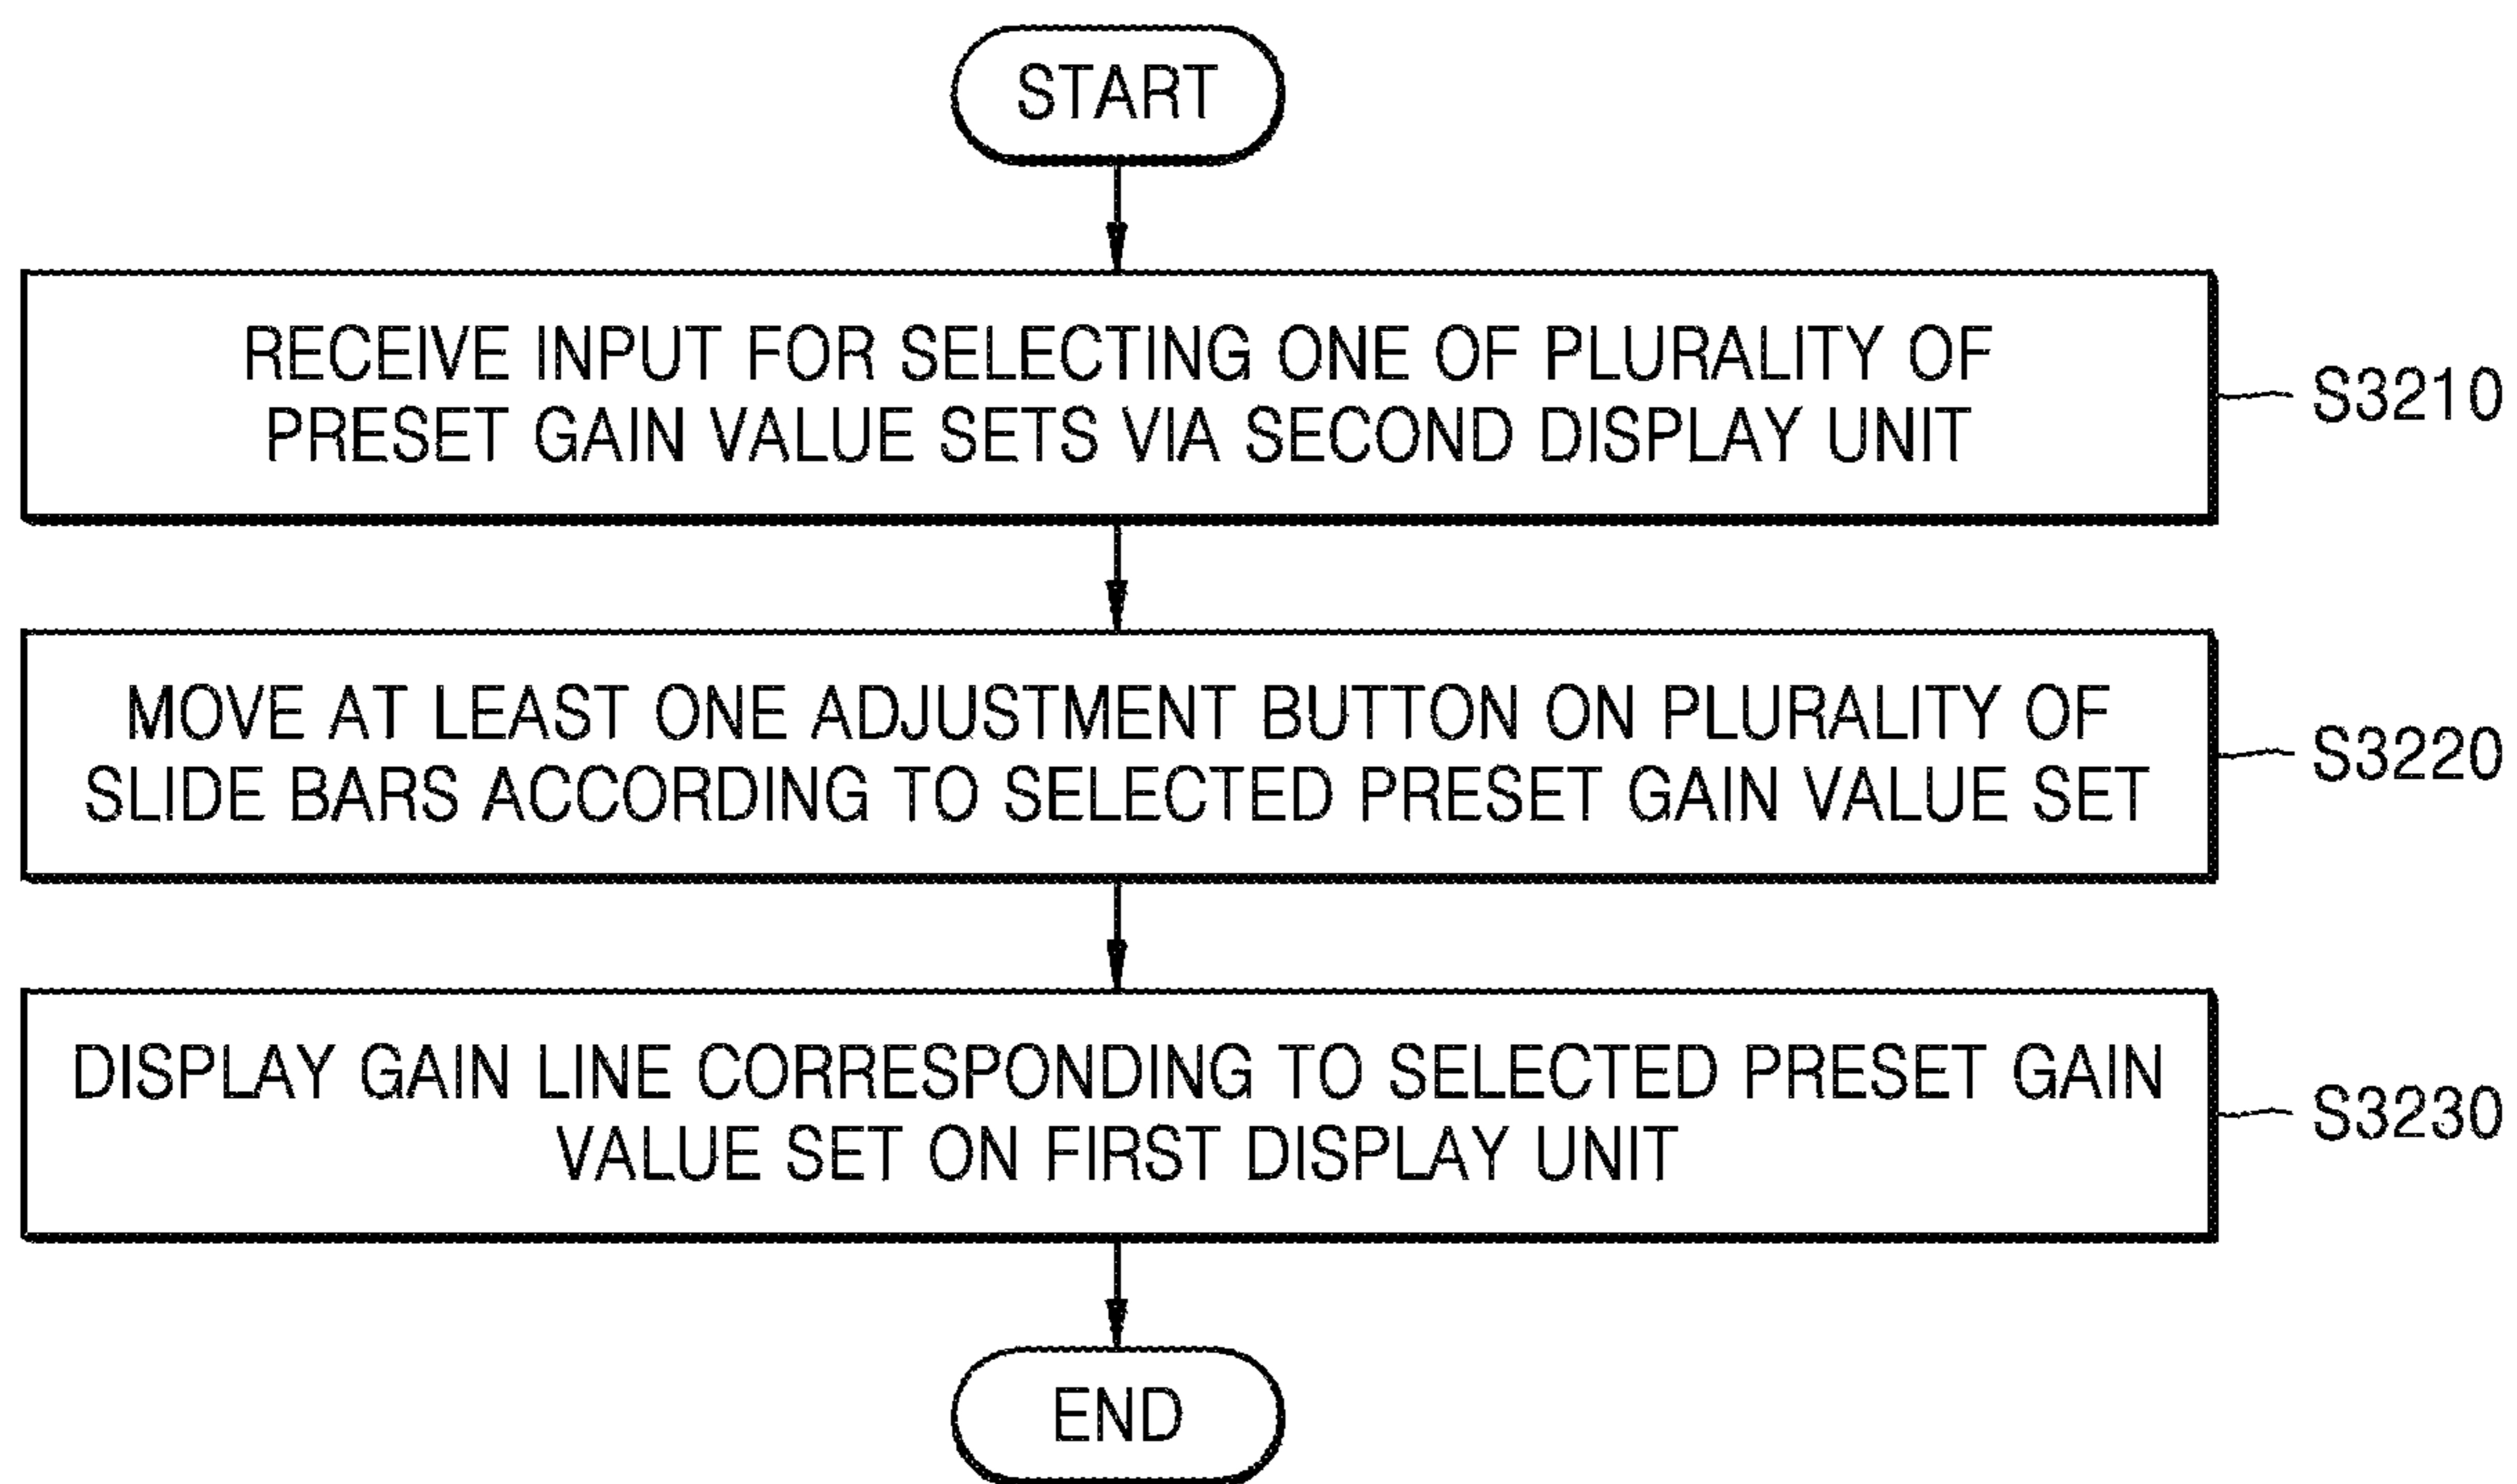 START
RECEIVE INPUT FOR SELECTING ONE OF PLURALITY OF
PRESET GAIN VALUE SETS VIA SECOND DISPLAY UNIT
S3210
MOVE AT LEAST ONE ADJUSTMENT BUTTON ON PLURALITY OF
SLIDE BARS ACCORDING TO SELECTED PRESET GAIN VALUE SET
S3220
DISPLAY GAIN LINE CORRESPONDING TO SELECTED PRESET GAIN
VALUE SET ON FIRST DISPLAY UNIT
S3230
END